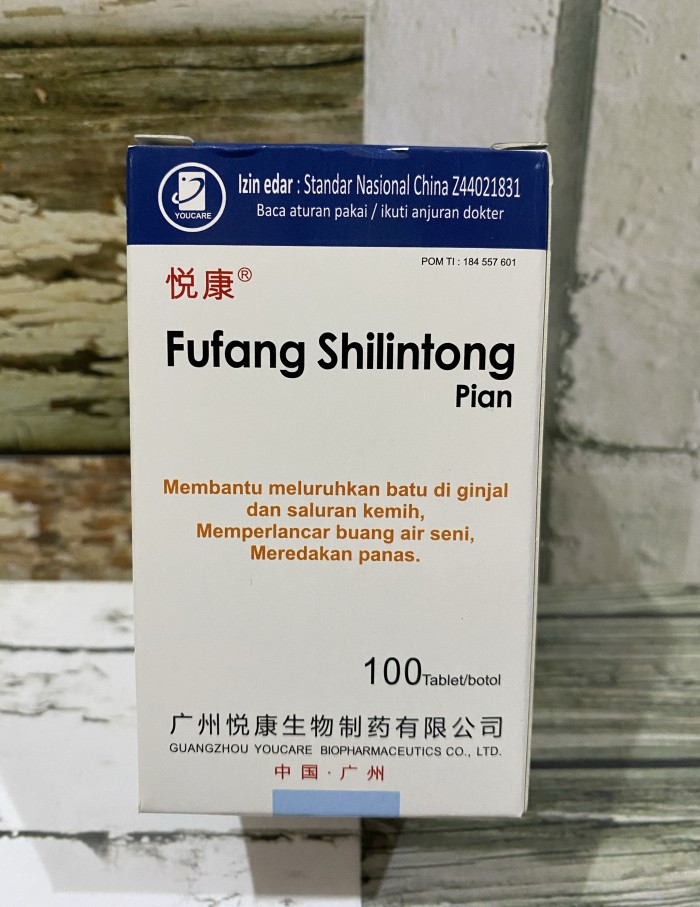 YOUCARE
Izin edar : Standar Nasional China Z44021831
Baca aturan pakai / ikuti anjuran dokter
POM TI : 184 557 601
悦康®
Fufang Shilintong
Pian
Membantu meluruhkan batu di ginjal
dan saluran kemih,
Memperlancar buang air seni,
Meredakan panas.
100 Tablet/botol
广州悦康生物制药有限公司
GUANGZHOU YOUCARE BIOPHARMACEUTICS CO., LTD.
中国·广州